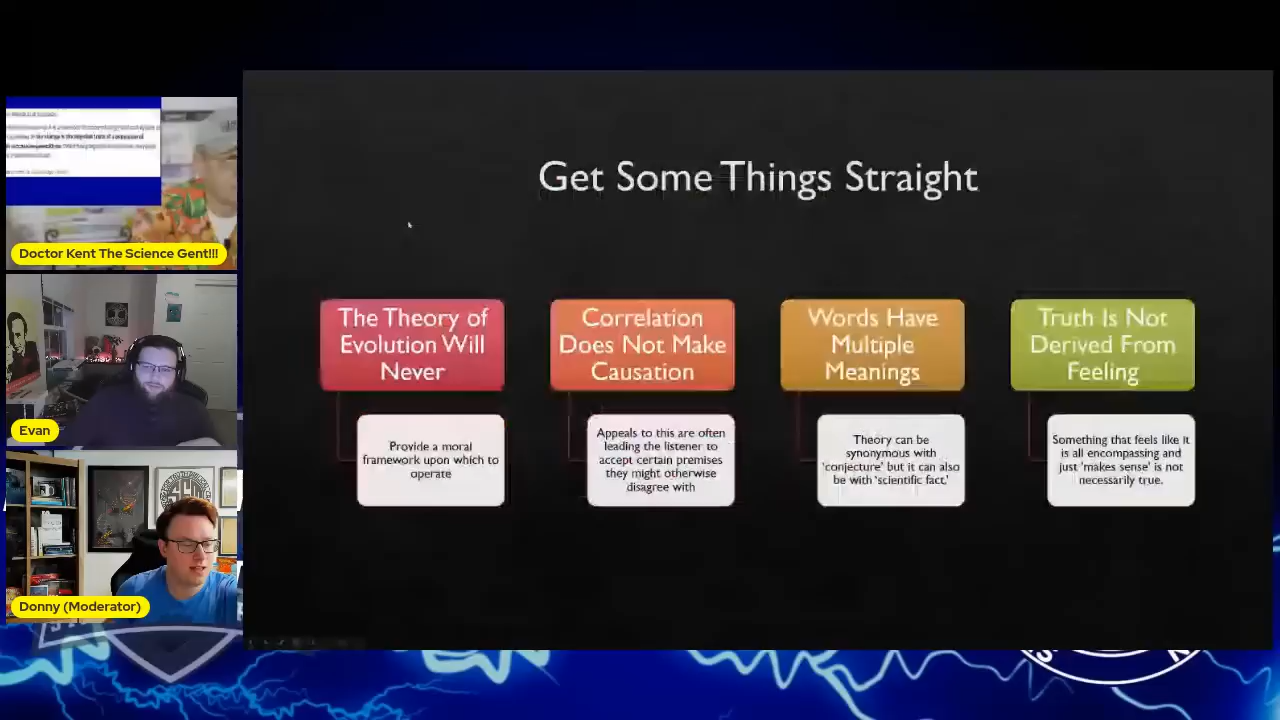 Get Some Things Straight
The Theory of
Evolution Will
Never
Provide a moral
framework upon which to
operate
Correlation
Does Not Make
Causation
Appeals to this are often
leading the listener to
accept certain premises
they might otherwise
disagree with
Words Have
Multiple
Meanings
Theory can be
synonymous with
'conjecture' but it can also
be with 'scientific fact.'
Truth Is Not
Derived From
Feeling
Something that feels like it
is all encompassing and
just 'makes sense' is not
necessarily true.
Doctor Kent The Science Gent!!!
Evan
Donny (Moderator)